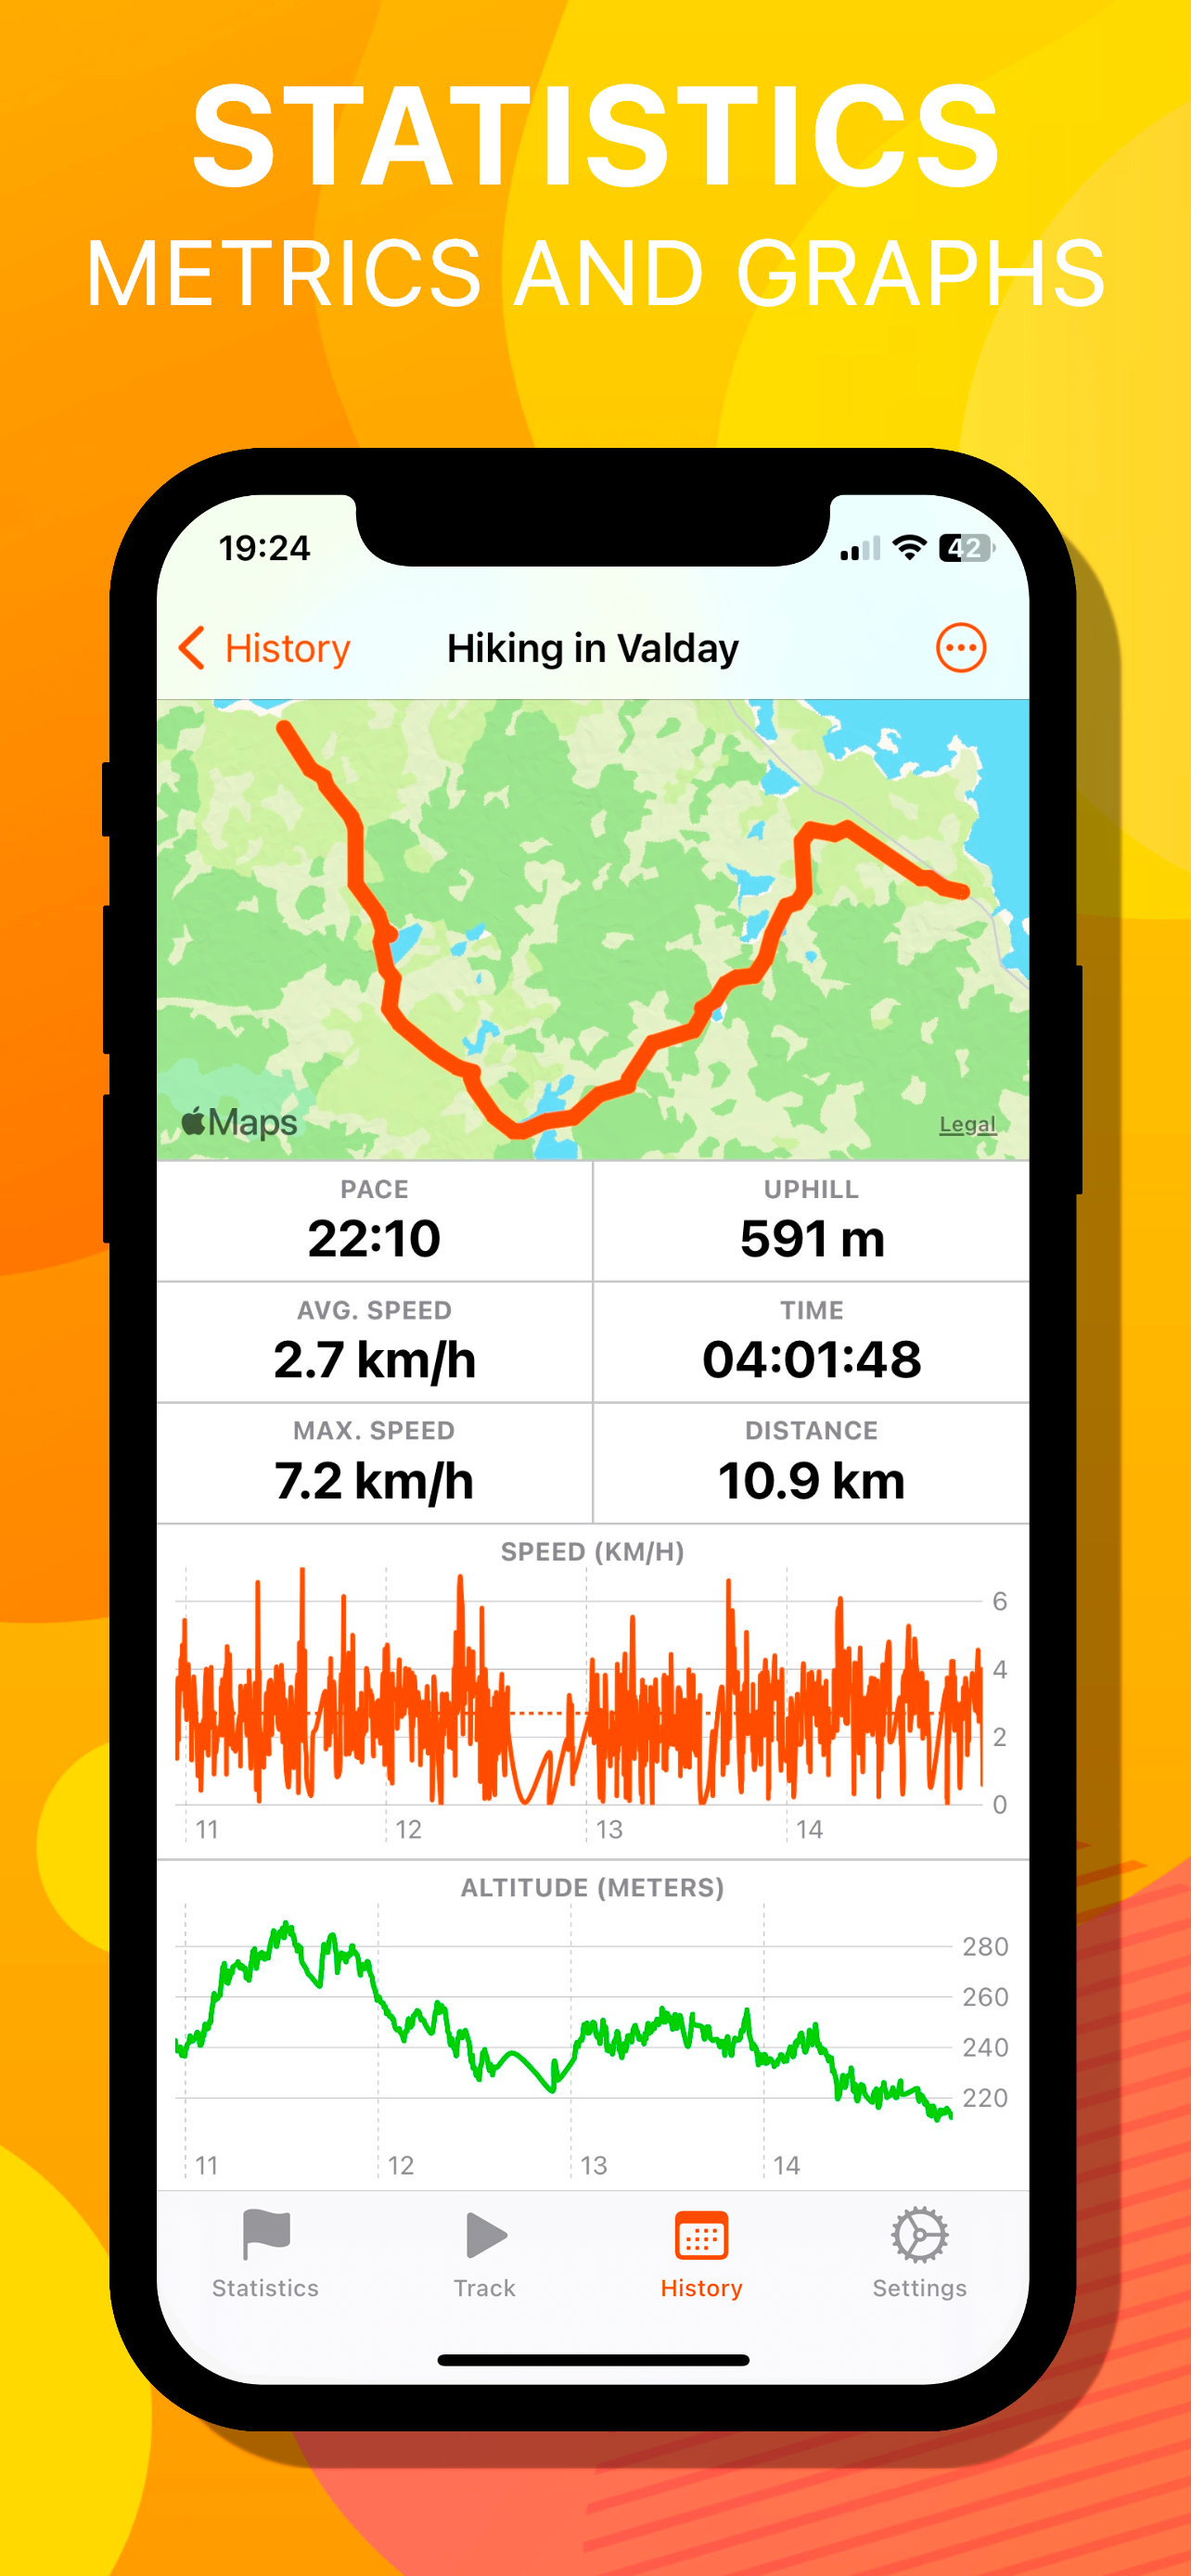 STATISTICS
METRICS AND GRAPHS
19:24
42
History
Hiking in Valday
Maps
Legal
PACE
UPHILL
22:10
591 m
AVG. SPEED
TIME
2.7 km/h
04:01:48
MAX. SPEED
DISTANCE
7.2 km/h
10.9 km
SPEED (KM/H)
6
4
2
0
11 12 13 14
ALTITUDE (METERS)
280
260
240
220
11 12 13 14
Statistics Track History Settings